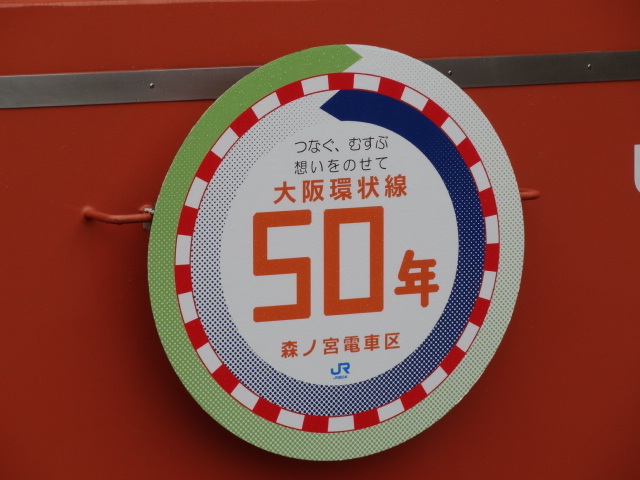 つなぐ、むすぶ
想いをのせて
大阪環状線
50年
森ノ宮電車区
JR